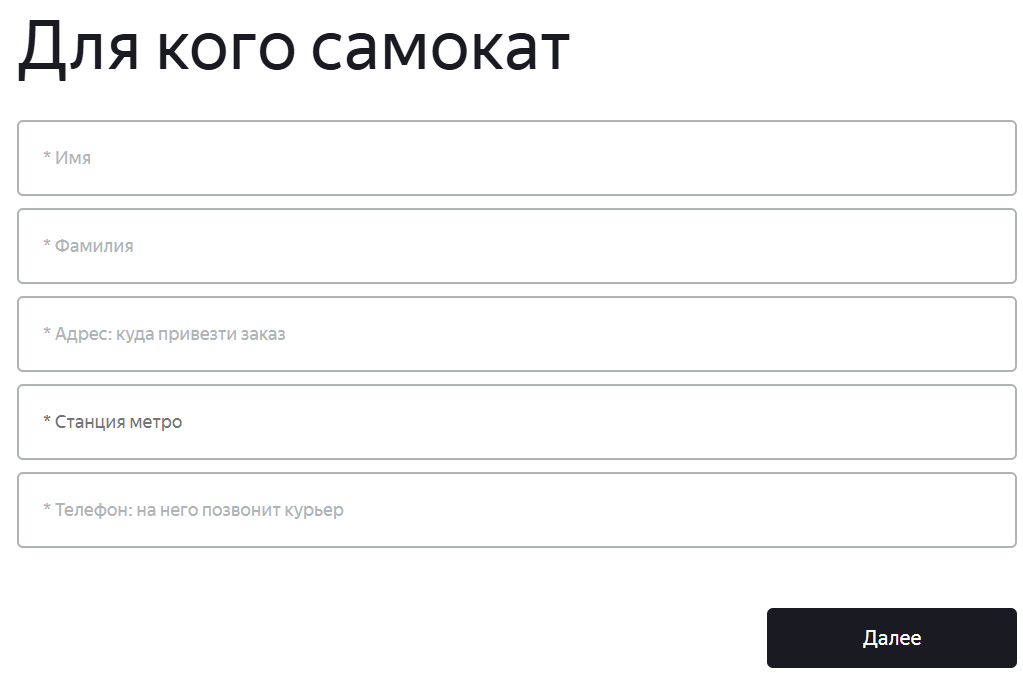 Для кого самокат
* Имя
* Фамилия
* Адрес: куда привезти заказ
* Станция метро
* Телефон: на него позвонит курьер
Далее